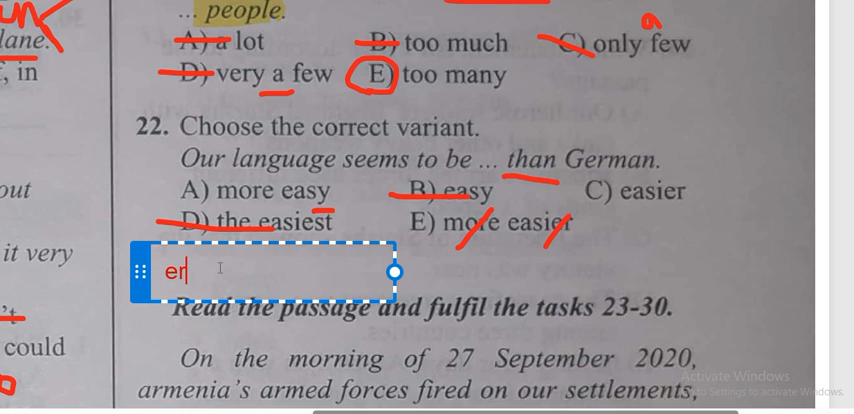 ... people.
A) a lot B) too much C) only few
a
D) very a few E) too many
lane.
, in
22. Choose the correct variant.
Our language seems to be ... than German.
A) more easy B) easy C) easier
out
D) the easiest E) more easier
it very
er
't
Read the passage and fulfil the tasks 23-30.
could
On the morning of 27 September 2020,
armenia's armed forces fired on our settlements,
Activate Windows
to Settings to activate Windows.